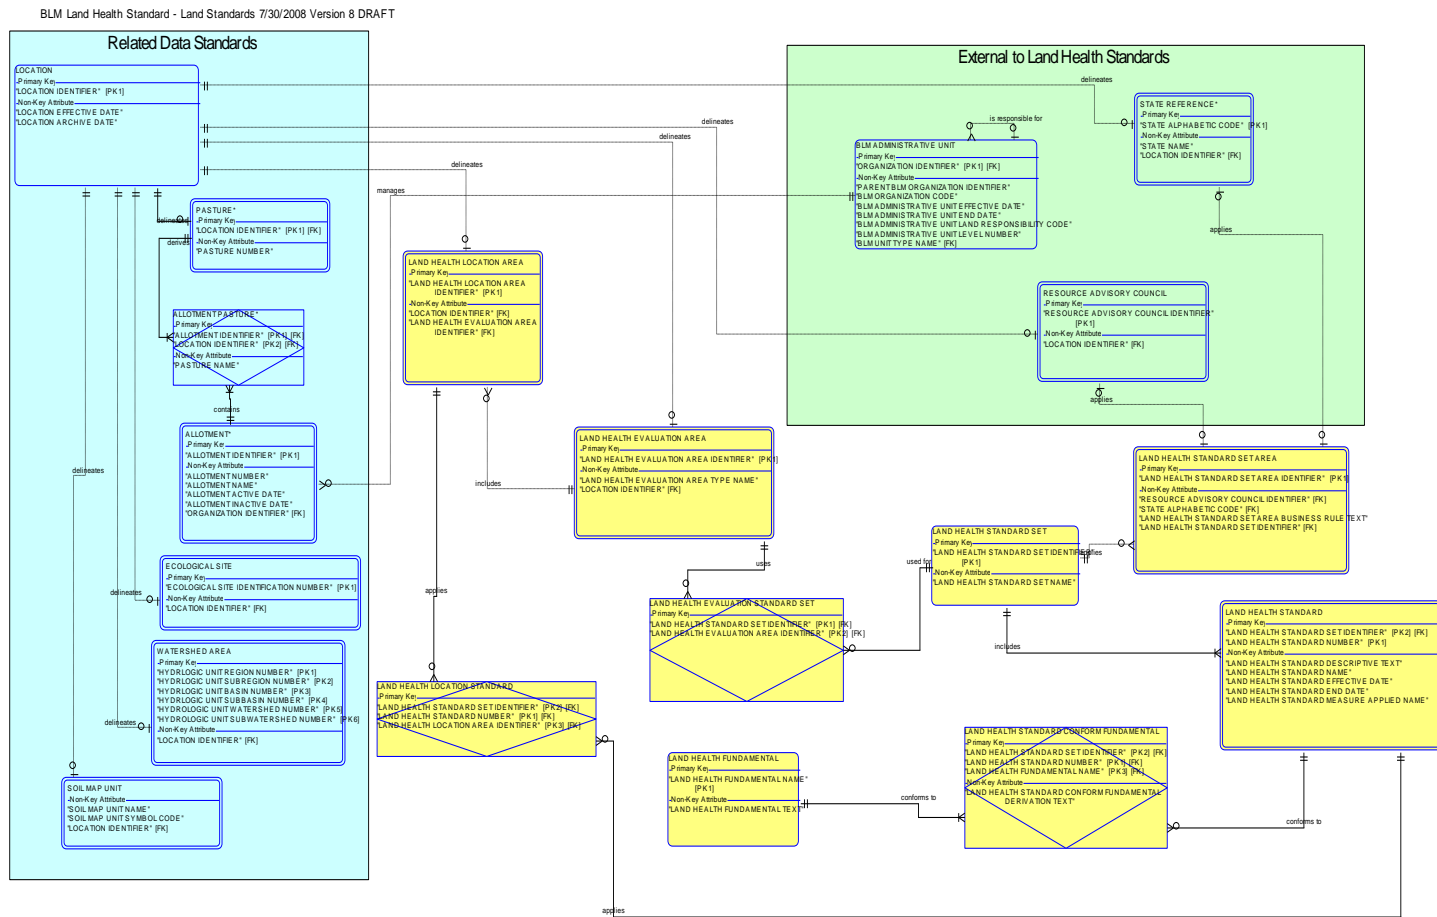 BLM Land Health Standard - Land Standards 7/30/2008 Version 8 DRAFT
Related Data Standards
LOCATION
-Primary Key
"LOCATION IDENTIFIER" [PK1]
-Non-Key Attribute
"LOCATION EFFECTIVE DATE"
"LOCATION ARCHIVE DATE"
delineates
PASTURE*
-Primary Key
"LOCATION IDENTIFIER" [PK1] [FK]
-Non-Key Attribute
"PASTURE NUMBER"
derives
ALLOTMENT PASTURE*
-Primary Key
"ALLOTMENT IDENTIFIER" [PK1] [FK]
"LOCATION IDENTIFIER" [PK2] [FK]
-Non-Key Attribute
"PASTURE NAME"
contains
ALLOTMENT*
-Primary Key
"ALLOTMENT IDENTIFIER" [PK1]
-Non-Key Attribute
"ALLOTMENT NUMBER"
"ALLOTMENT NAME"
"ALLOTMENT ACTIVE DATE"
"ALLOTMENT INACTIVE DATE"
"ORGANIZATION IDENTIFIER" [FK]
delineates
ECOLOGICAL SITE
-Primary Key
"ECOLOGICAL SITE IDENTIFICATION NUMBER" [PK1]
-Non-Key Attribute
"LOCATION IDENTIFIER" [FK]
delineates
WATERSHED AREA
-Primary Key
"HYDRLOGIC UNIT REGION NUMBER" [PK1]
"HYDRLOGIC UNIT SUBREGION NUMBER" [PK2]
"HYDRLOGIC UNIT BASIN NUMBER" [PK3]
"HYDRLOGIC UNIT SUBBASIN NUMBER" [PK4]
"HYDROLOGIC UNIT WATERSHED NUMBER" [PK5]
"HYDROLOGIC UNIT SUBWATERSHED NUMBER" [PK6]
-Non-Key Attribute
"LOCATION IDENTIFIER" [FK]
delineates
SOIL MAP UNIT
-Non-Key Attribute
"SOIL MAP UNIT NAME"
"SOIL MAP UNIT SYMBOL CODE"
"LOCATION IDENTIFIER" [FK]
delineates
delineates
delineates
delineates
manages
External to Land Health Standards
STATE REFERENCE*
-Primary Key
"STATE ALPHABETIC CODE" [PK1]
-Non-Key Attribute
"STATE NAME"
"LOCATION IDENTIFIER" [FK]
is responsible for
BLM ADMINISTRATIVE UNIT
-Primary Key
"ORGANIZATION IDENTIFIER" [PK1] [FK]
-Non-Key Attribute
"PARENT BLM ORGANIZATION IDENTIFIER"
"BLM ORGANIZATION CODE"
"BLM ADMINISTRATIVE UNIT EFFECTIVE DATE"
"BLM ADMINISTRATIVE UNIT END DATE"
"BLM ADMINISTRATIVE UNIT LAND RESPONSIBILITY CODE"
"BLM ADMINISTRATIVE UNIT LEVEL NUMBER"
"BLM UNIT TYPE NAME" [FK]
applies
RESOURCE ADVISORY COUNCIL
-Primary Key
"RESOURCE ADVISORY COUNCIL IDENTIFIER"
[PK1]
-Non-Key Attribute
"LOCATION IDENTIFIER" [FK]
applies
LAND HEALTH LOCATION AREA
-Primary Key
"LAND HEALTH LOCATION AREA
IDENTIFIER" [PK1]
-Non-Key Attribute
"LOCATION IDENTIFIER" [FK]
"LAND HEALTH EVALUATION AREA
IDENTIFIER" [FK]
includes
applies
LAND HEALTH EVALUATION AREA
-Primary Key
"LAND HEALTH EVALUATION AREA IDENTIFIER" [PK1]
-Non-Key Attribute
"LAND HEALTH EVALUATION AREA TYPE NAME"
"LOCATION IDENTIFIER" [FK]
uses
LAND HEALTH STANDARD SET AREA
-Primary Key
"LAND HEALTH STANDARD SET AREA IDENTIFIER" [PK1]
-Non-Key Attribute
"RESOURCE ADVISORY COUNCIL IDENTIFIER" [FK]
"STATE ALPHABETIC CODE" [FK]
"LAND HEALTH STANDARD SET AREA BUSINESS RULE TEXT"
"LAND HEALTH STANDARD SET IDENTIFIER" [FK]
LAND HEALTH STANDARD SET
-Primary Key
"LAND HEALTH STANDARD SET IDENTIFIER"
[PK1]
-Non-Key Attribute
"LAND HEALTH STANDARD SET NAME"
applies
used for
includes
LAND HEALTH EVALUATION STANDARD SET
-Primary Key
"LAND HEALTH STANDARD SET IDENTIFIER" [PK1] [FK]
"LAND HEALTH EVALUATION AREA IDENTIFIER" [PK2] [FK]
LAND HEALTH STANDARD
-Primary Key
"LAND HEALTH STANDARD SET IDENTIFIER" [PK2] [FK]
"LAND HEALTH STANDARD NUMBER" [PK1]
-Non-Key Attribute
"LAND HEALTH STANDARD DESCRIPTIVE TEXT"
"LAND HEALTH STANDARD NAME"
"LAND HEALTH STANDARD EFFECTIVE DATE"
"LAND HEALTH STANDARD END DATE"
"LAND HEALTH STANDARD MEASURE APPLIED NAME"
LAND HEALTH LOCATION STANDARD
-Primary Key
"LAND HEALTH STANDARD SET IDENTIFIER" [PK2] [FK]
"LAND HEALTH STANDARD NUMBER" [PK1] [FK]
"LAND HEALTH LOCATION AREA IDENTIFIER" [PK3] [FK]
LAND HEALTH FUNDAMENTAL
-Primary Key
"LAND HEALTH FUNDAMENTAL NAME"
[PK1]
-Non-Key Attribute
"LAND HEALTH FUNDAMENTAL TEXT"
conforms to
LAND HEALTH STANDARD CONFORM FUNDAMENTAL
-Primary Key
"LAND HEALTH STANDARD SET IDENTIFIER" [PK2] [FK]
"LAND HEALTH STANDARD NUMBER" [PK1] [FK]
"LAND HEALTH FUNDAMENTAL NAME" [PK3] [FK]
-Non-Key Attribute
"LAND HEALTH STANDARD CONFORM FUNDAMENTAL
DERIVATION TEXT"
conforms to
applies